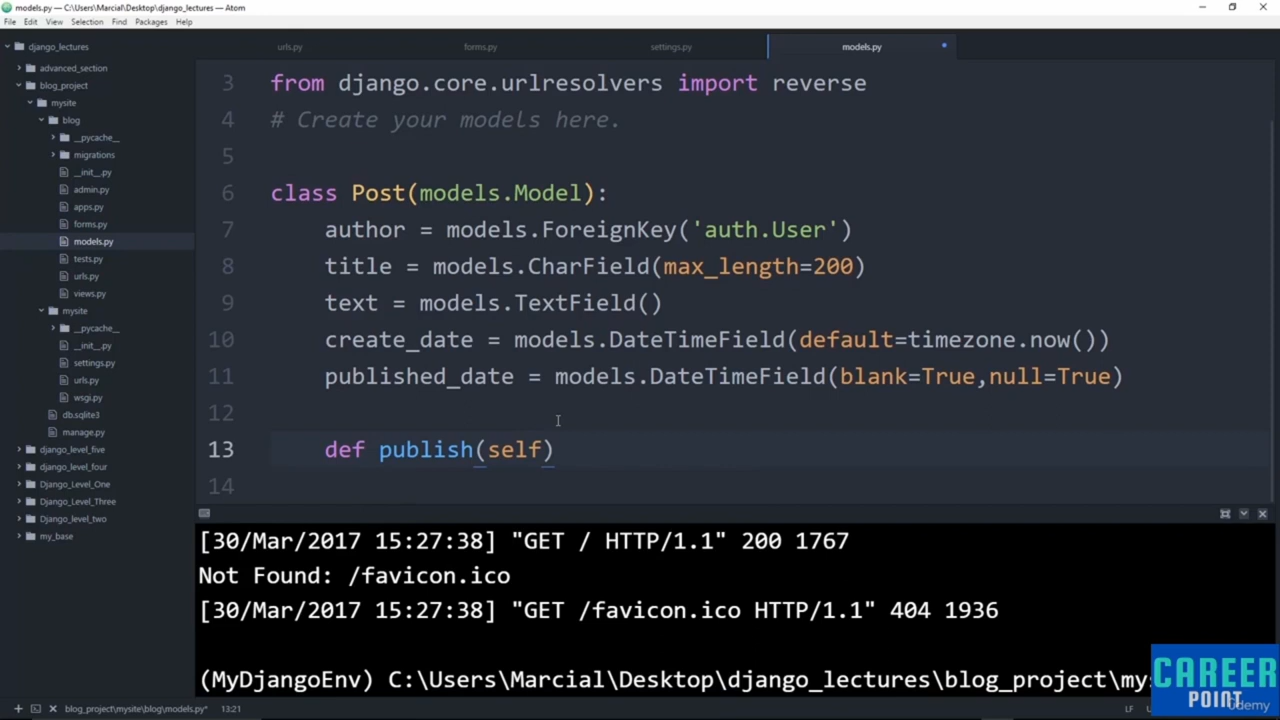 models.py — C:\Users\Marcial\Desktop\django_lectures — Atom
File Edit View Selection Find Packages Help
django_lectures
advanced_section
blog_project
mysite
blog
__pycache__
migrations
__init__.py
admin.py
apps.py
forms.py
models.py
tests.py
urls.py
views.py
mysite
__pycache__
__init__.py
settings.py
urls.py
wsgi.py
db.sqlite3
manage.py
django_level_five
django_level_four
Django_Level_One
Django_Level_Three
Django_level_two
my_base
urls.py forms.py settings.py models.py
3 from django.core.urlresolvers import reverse
4 # Create your models here.
5
6 class Post(models.Model):
7 author = models.ForeignKey('auth.User')
8 title = models.CharField(max_length=200)
9 text = models.TextField()
10 create_date = models.DateTimeField(default=timezone.now())
11 published_date = models.DateTimeField(blank=True,null=True)
12
13 def publish(self)
14
[30/Mar/2017 15:27:38] "GET / HTTP/1.1" 200 1767
Not Found: /favicon.ico
[30/Mar/2017 15:27:38] "GET /favicon.ico HTTP/1.1" 404 1936
(MyDjangoEnv) C:\Users\Marcial\Desktop\django_lectures\blog_project\mys
CAREER
POINT
Udemy
blog_project\mysite\blog\models.py* 13:21 LF